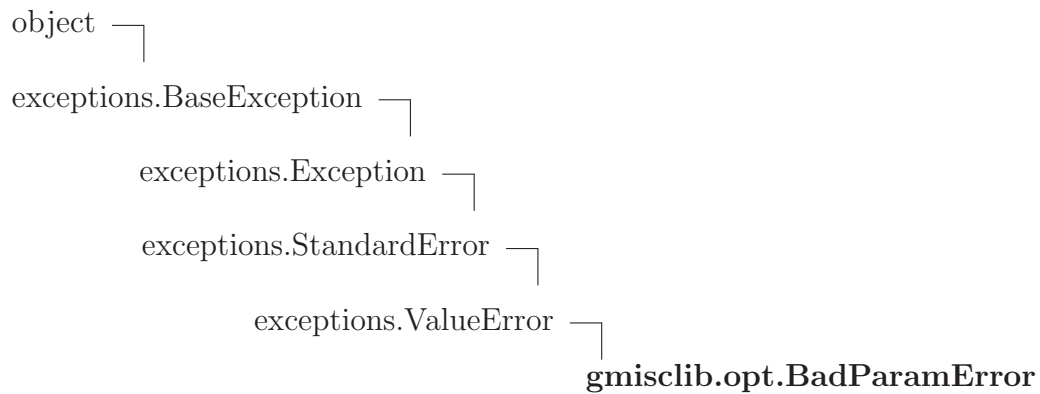 object
exceptions.BaseException
exceptions.Exception
exceptions.StandardError
exceptions.ValueError
gmisclib.opt.BadParamError